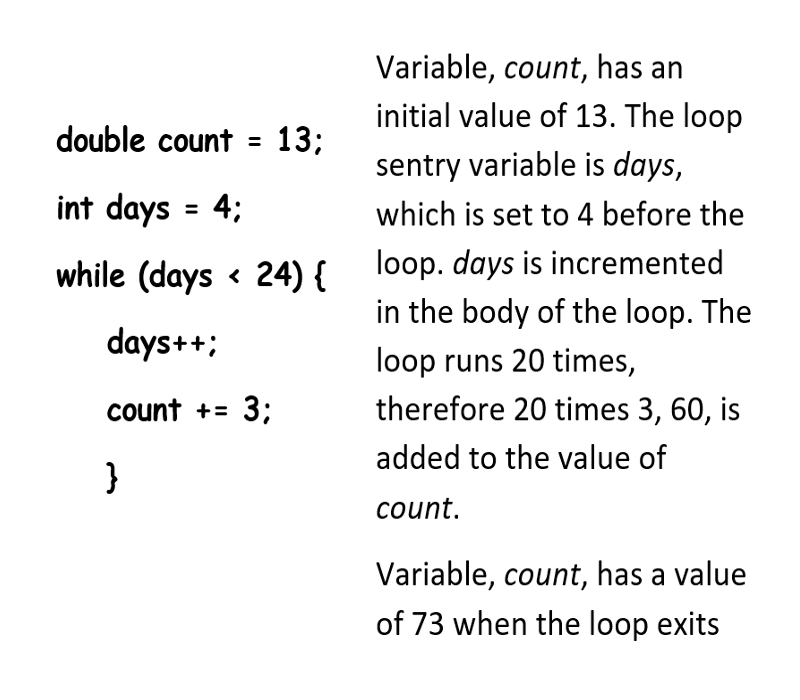 double count = 13;
int days = 4;
while (days < 24) {
days++;
count += 3;
}
Variable, count, has an
initial value of 13. The loop
sentry variable is days,
which is set to 4 before the
loop. days is incremented
in the body of the loop. The
loop runs 20 times,
therefore 20 times 3, 60, is
added to the value of
count.
Variable, count, has a value
of 73 when the loop exits